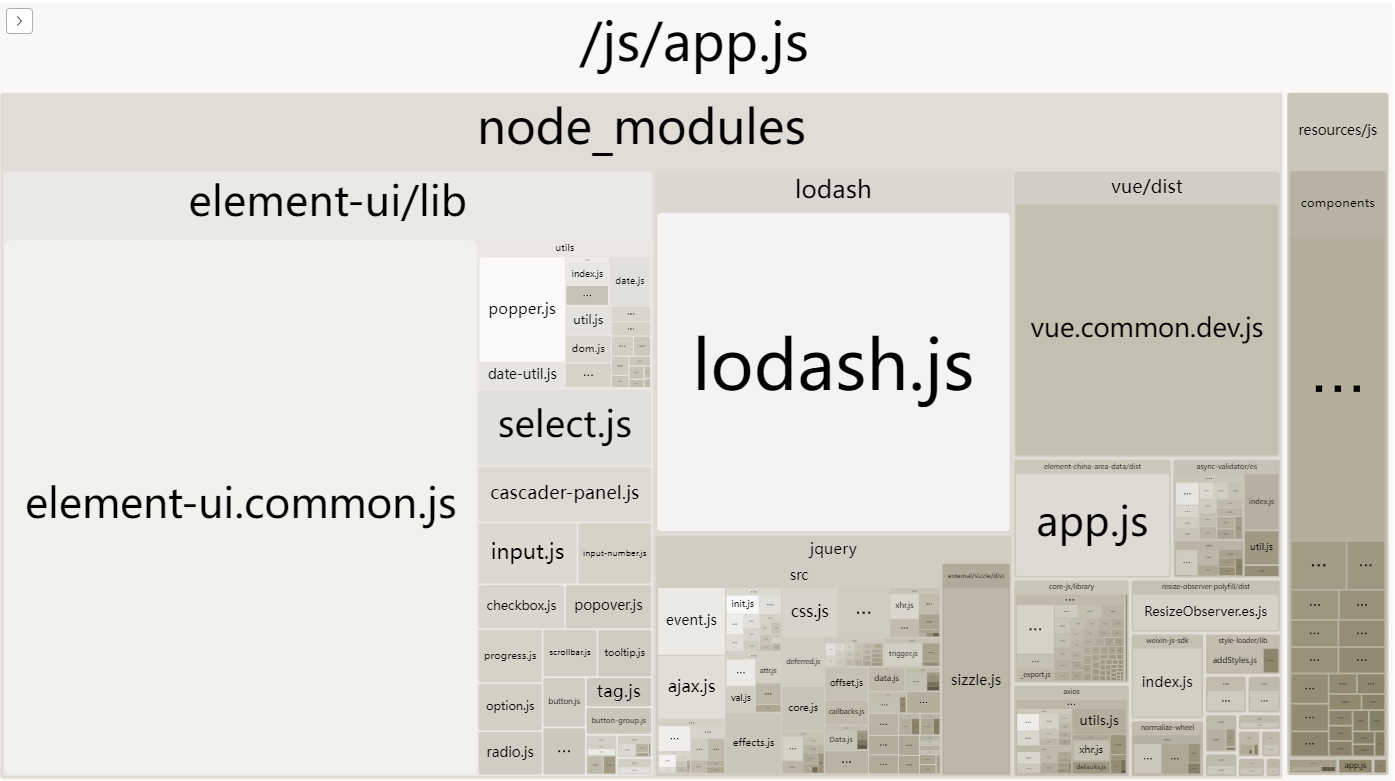 /js/app.js
node_modules
resources/js
element-ui/lib
lodash
vue/dist
components
element-ui.common.js
utils
popper.js
...
index.js
...
date.js
util.js
dom.js
date-util.js
...
select.js
cascader-panel.js
input.js
input-number.js
checkbox.js
popover.js
progress.js
scrollbar.js
tooltip.js
option.js
button.js
tag.js
button-group.js
radio.js
...
lodash.js
jquery
src
external/sizzle/dist
event.js
init.js
css.js
...
xhr.js
ajax.js
attr.js
val.js
deferred.js
trigger.js
offset.js
data.js
core.js
callbacks.js
effects.js
Data.js
sizzle.js
vue.common.dev.js
element-china-area-data/dist
app.js
async-validator/es
index.js
util.js
core-js/library
...
_export.js
resize-observer-polyfill/dist
ResizeObserver.es.js
weixin-js-sdk
index.js
style-loader/lib
addStyles.js
axios
utils.js
xhr.js
defaults.js
normalize-wheel
...
app.js